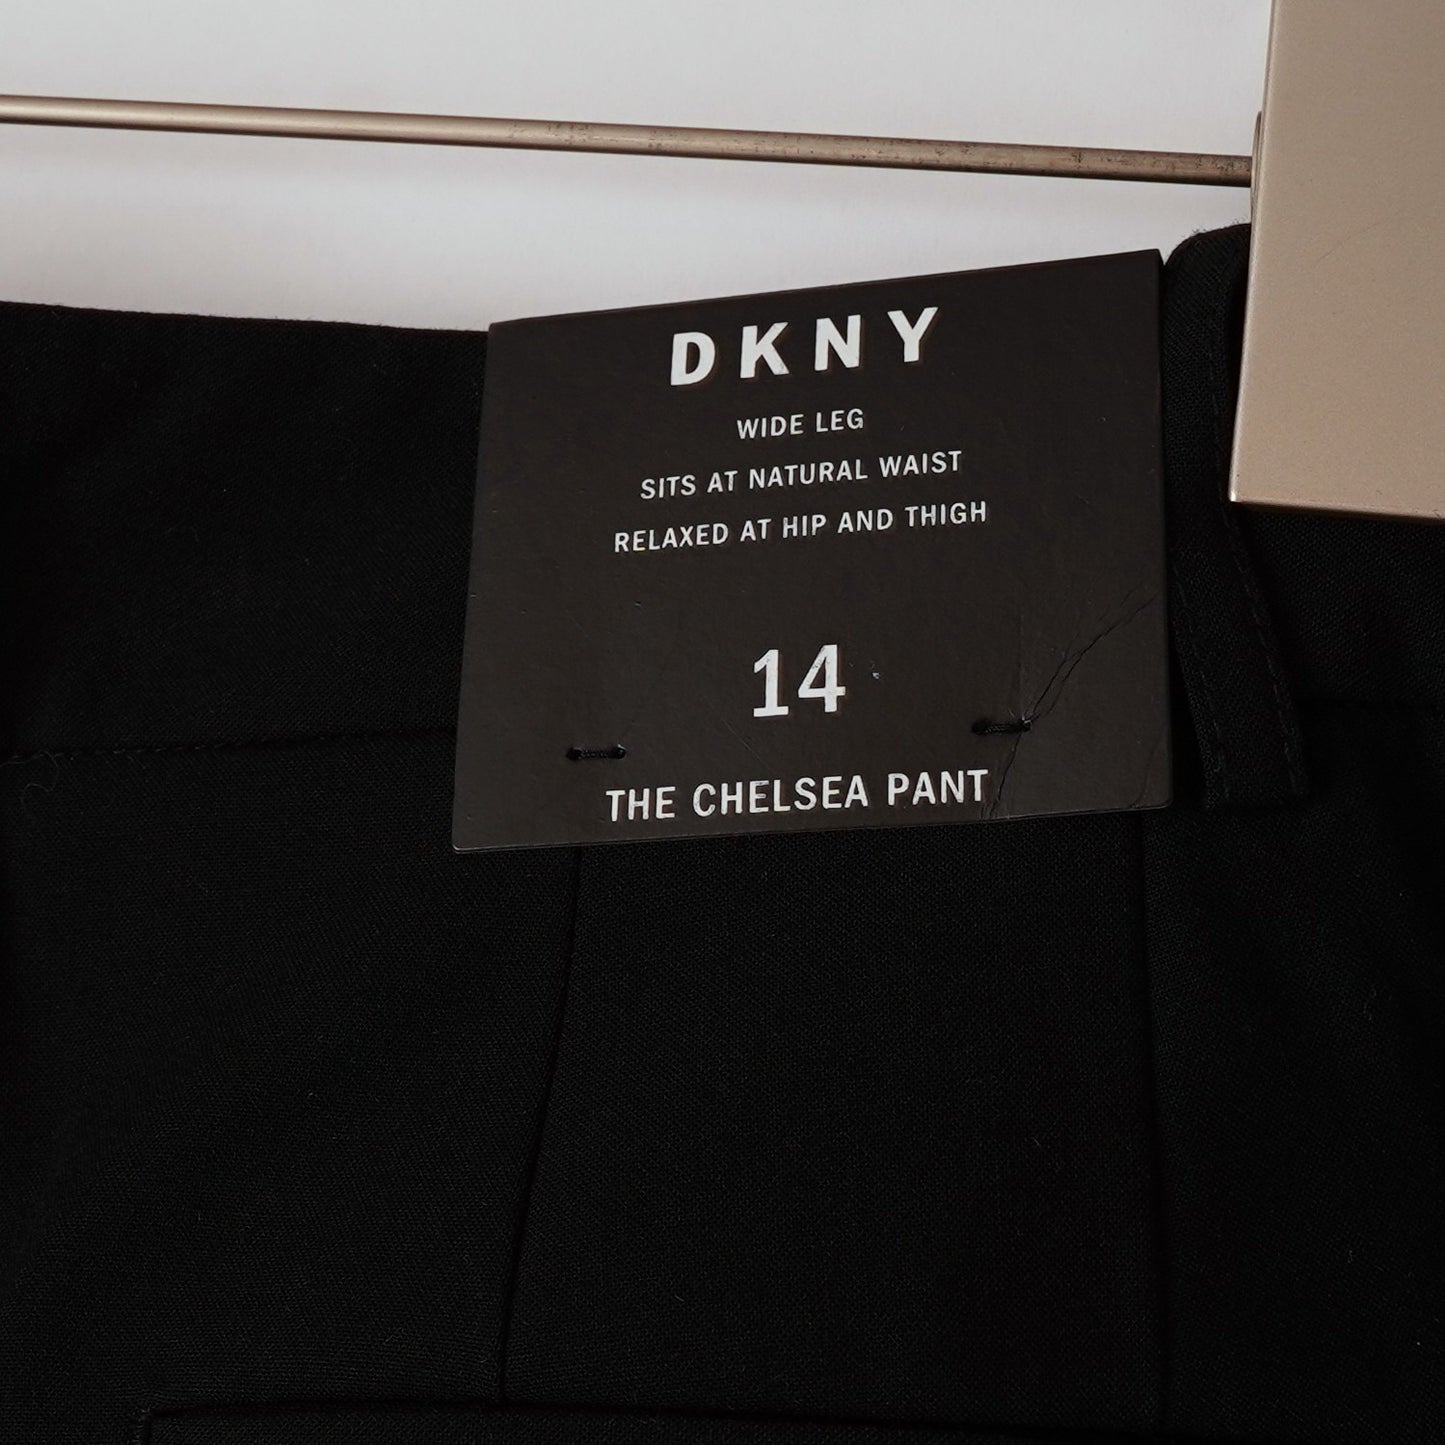 DKNY
WIDE LEG
SITS AT NATURAL WAIST
RELAXED AT HIP AND THIGH
14
THE CHELSEA PANT